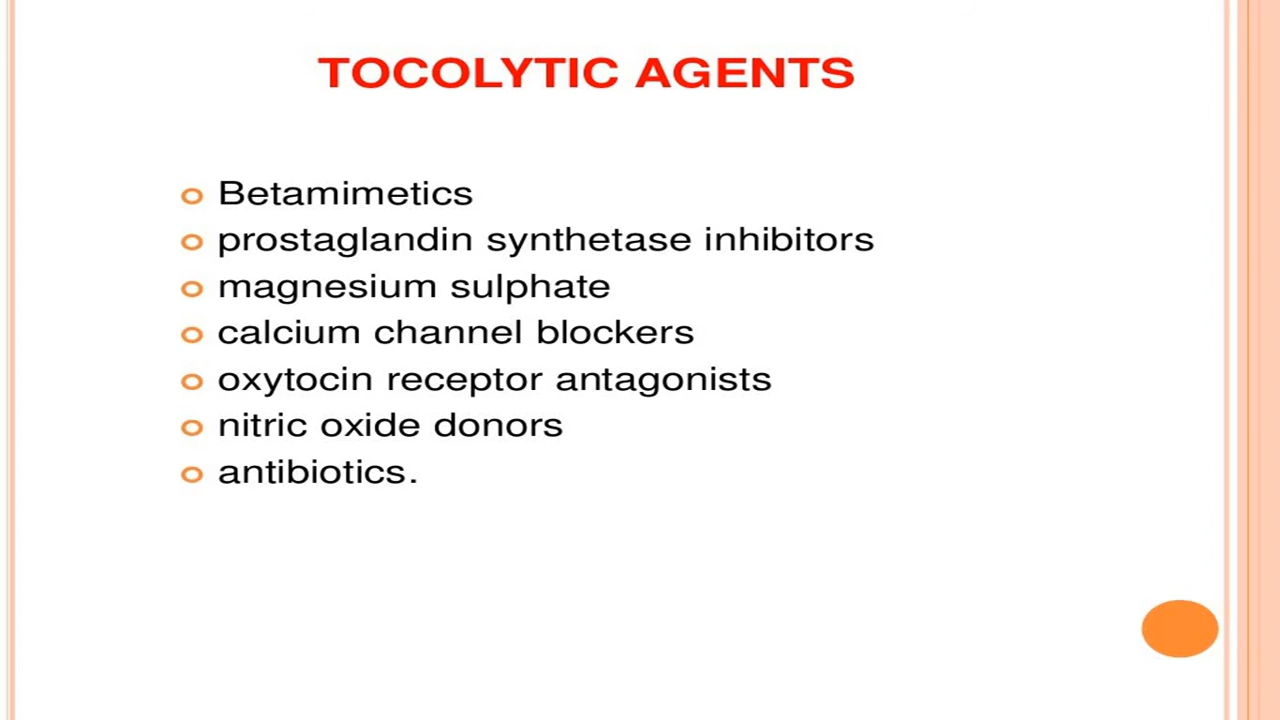 TOCOLYTIC AGENTS
Betamimetics
prostaglandin synthetase inhibitors
magnesium sulphate
calcium channel blockers
oxytocin receptor antagonists
nitric oxide donors
antibiotics.